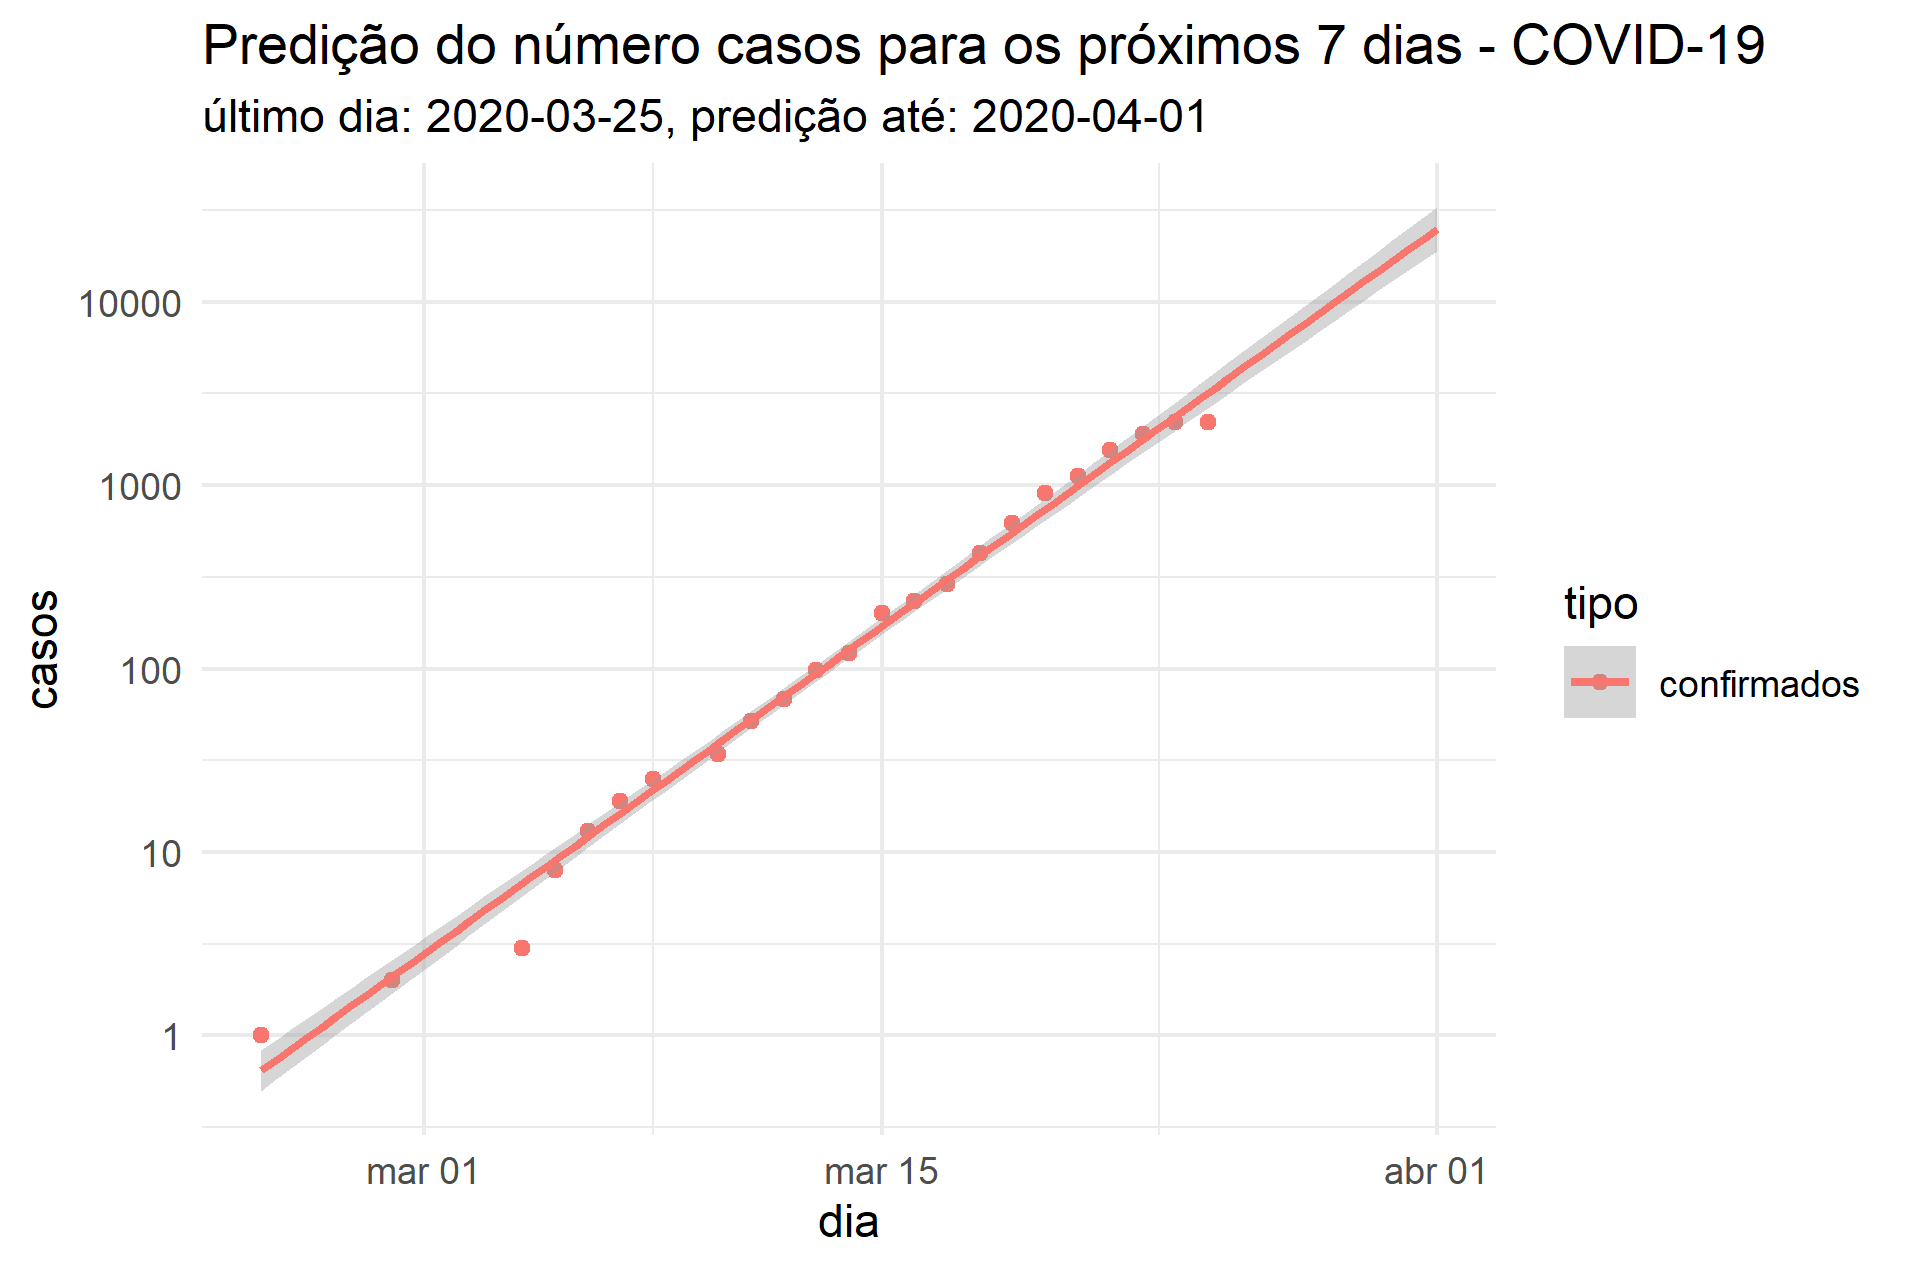 Predição do número casos para os próximos 7 dias - COVID-19
último dia: 2020-03-25, predição até: 2020-04-01
casos
10000
1000
100
10
1
mar 01
mar 15
abr 01
dia
tipo
confirmados